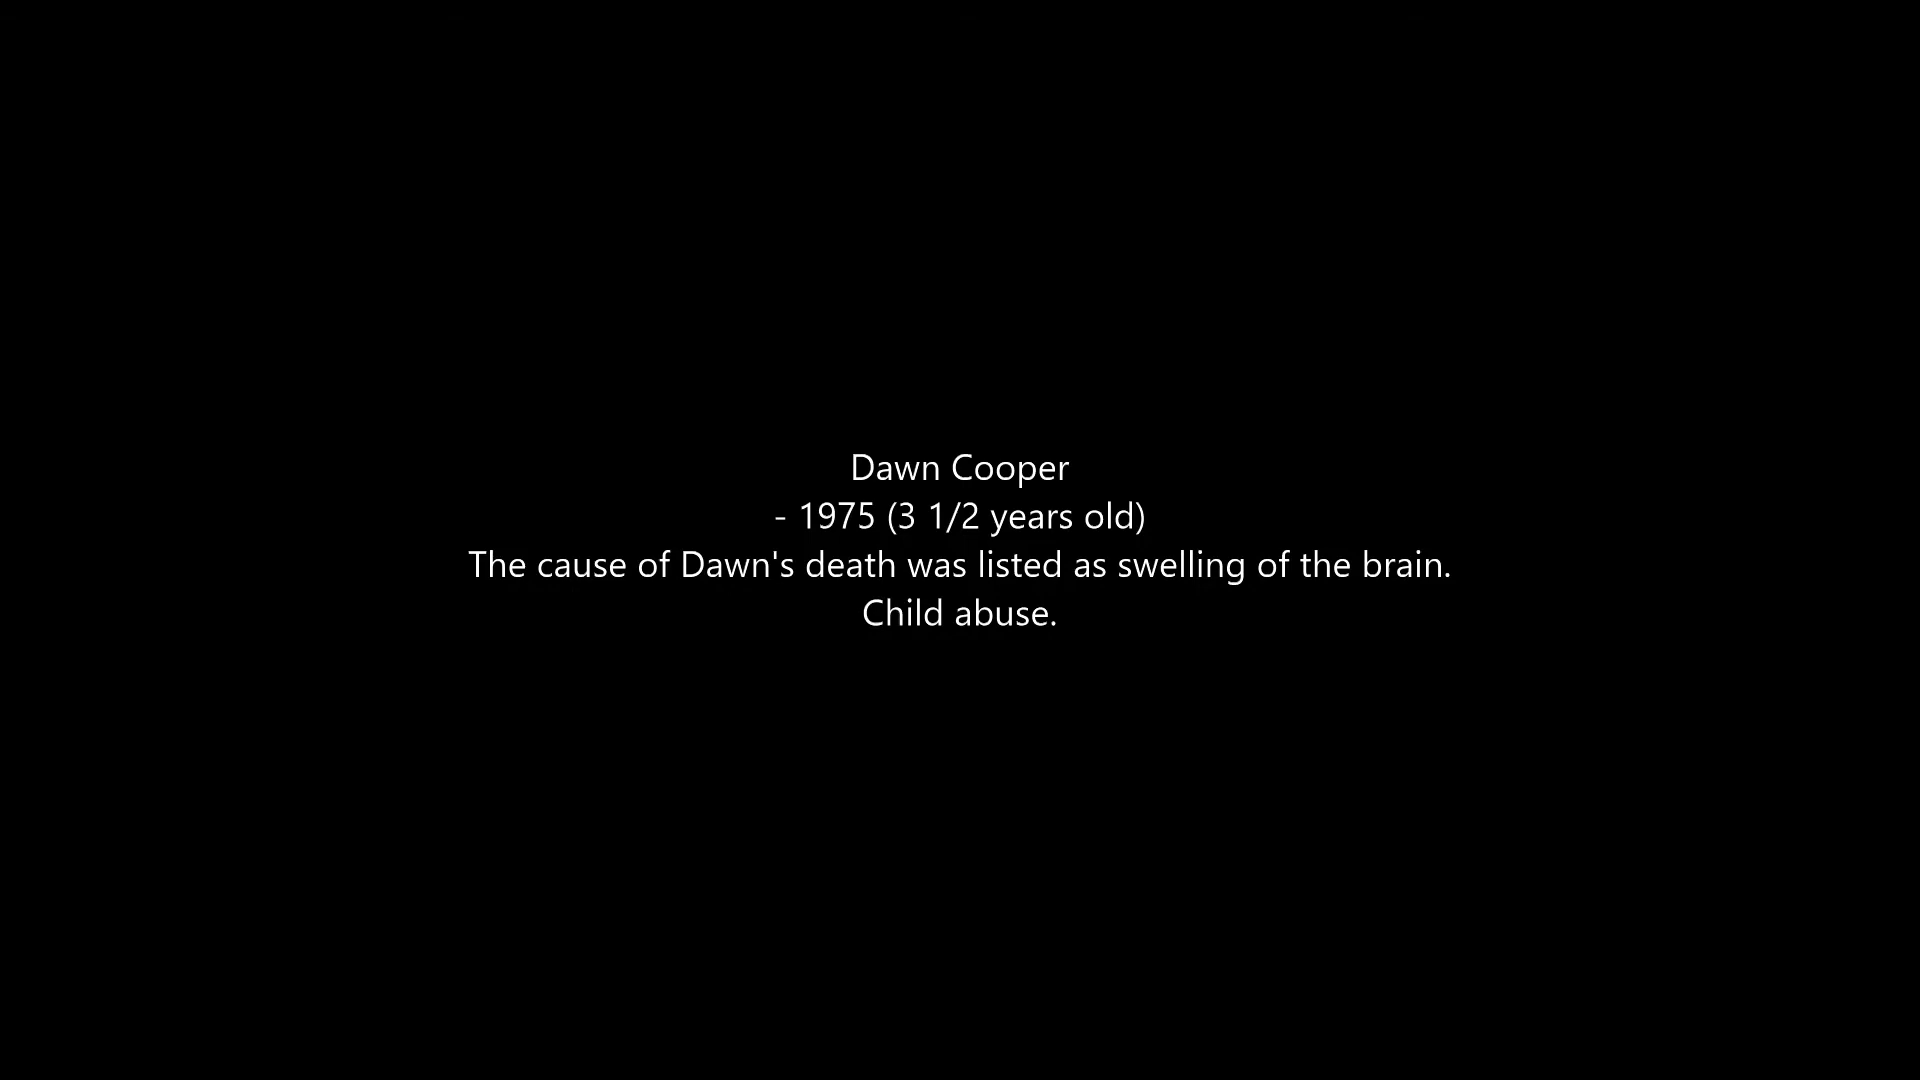 Dawn Cooper
- 1975 (3 1/2 years old)
The cause of Dawn's death was listed as swelling of the brain.
Child abuse.